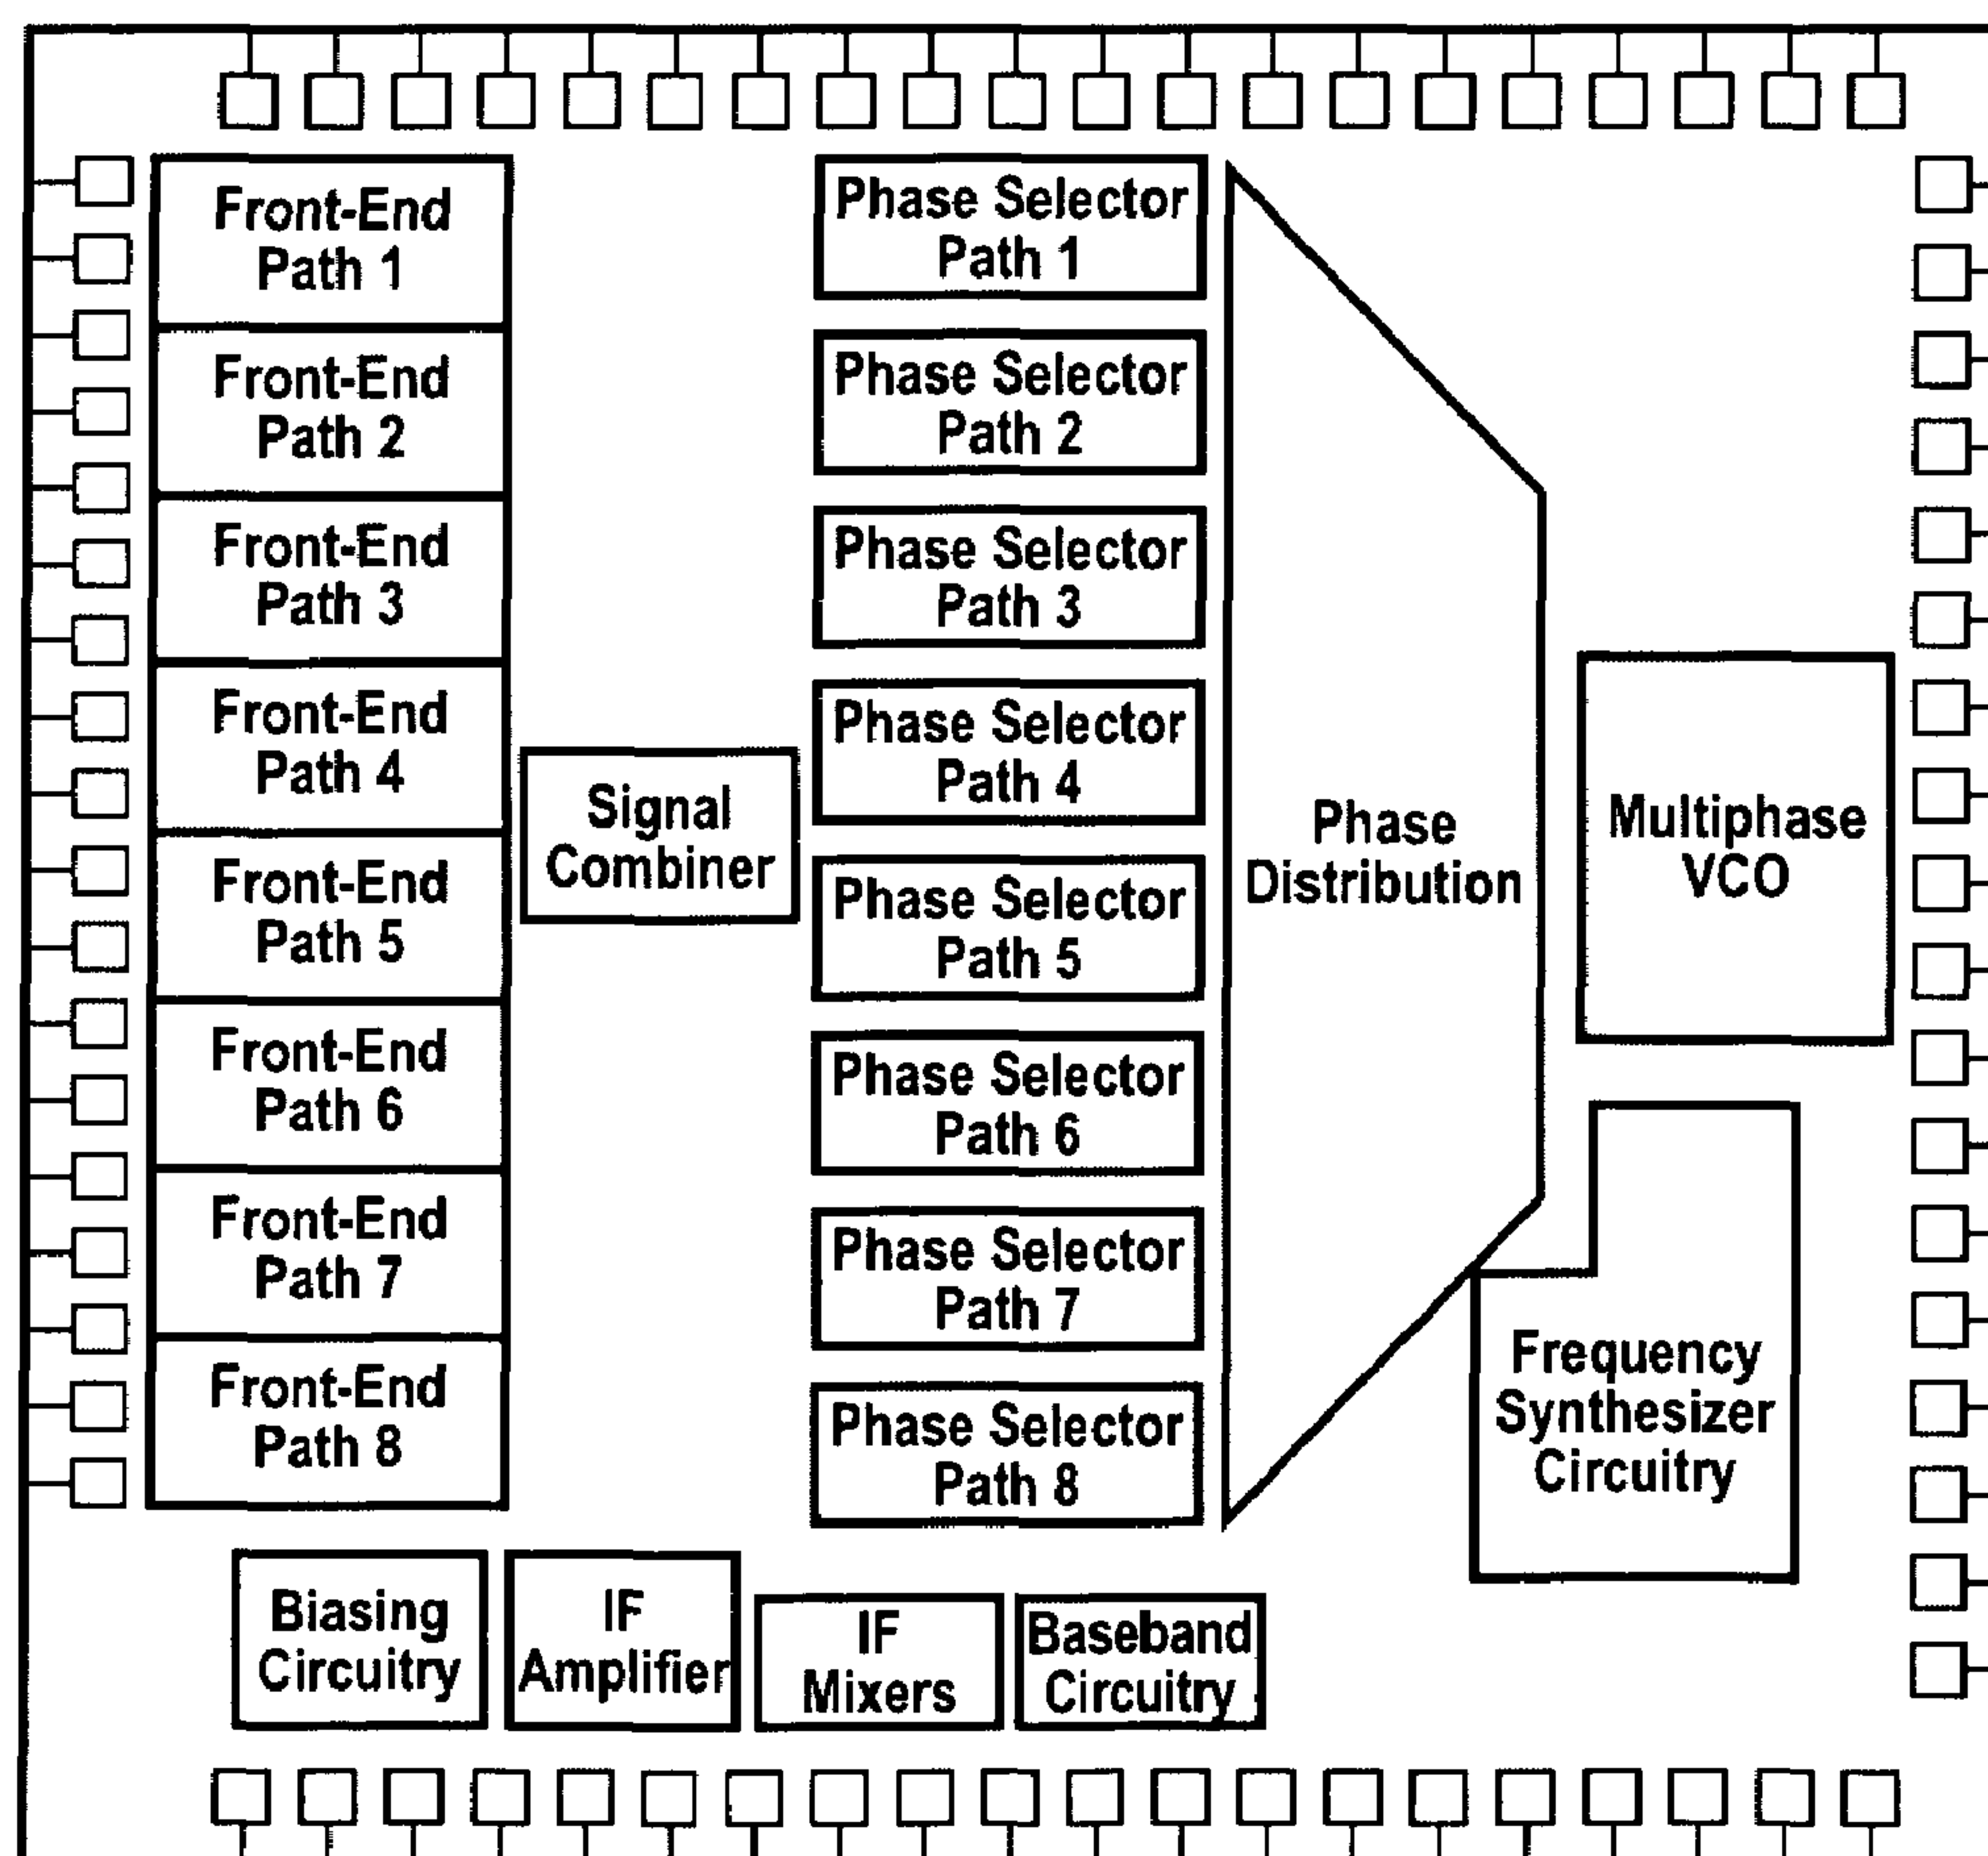 Front-End
Path 1
Front-End
Path 2
Front-End
Path 3
Front-End
Path 4
Front-End
Path 5
Front-End
Path 6
Front-End
Path 7
Front-End
Path 8
Signal
Combiner
Phase Selector
Path 1
Phase Selector
Path 2
Phase Selector
Path 3
Phase Selector
Path 4
Phase Selector
Path 5
Phase Selector
Path 6
Phase Selector
Path 7
Phase Selector
Path 8
Phase
Distribution
Multiphase
VCO
Frequency
Synthesizer
Circuitry
Biasing
Circuitry
IF
Amplifier
IF
Mixers
Baseband
Circuitry